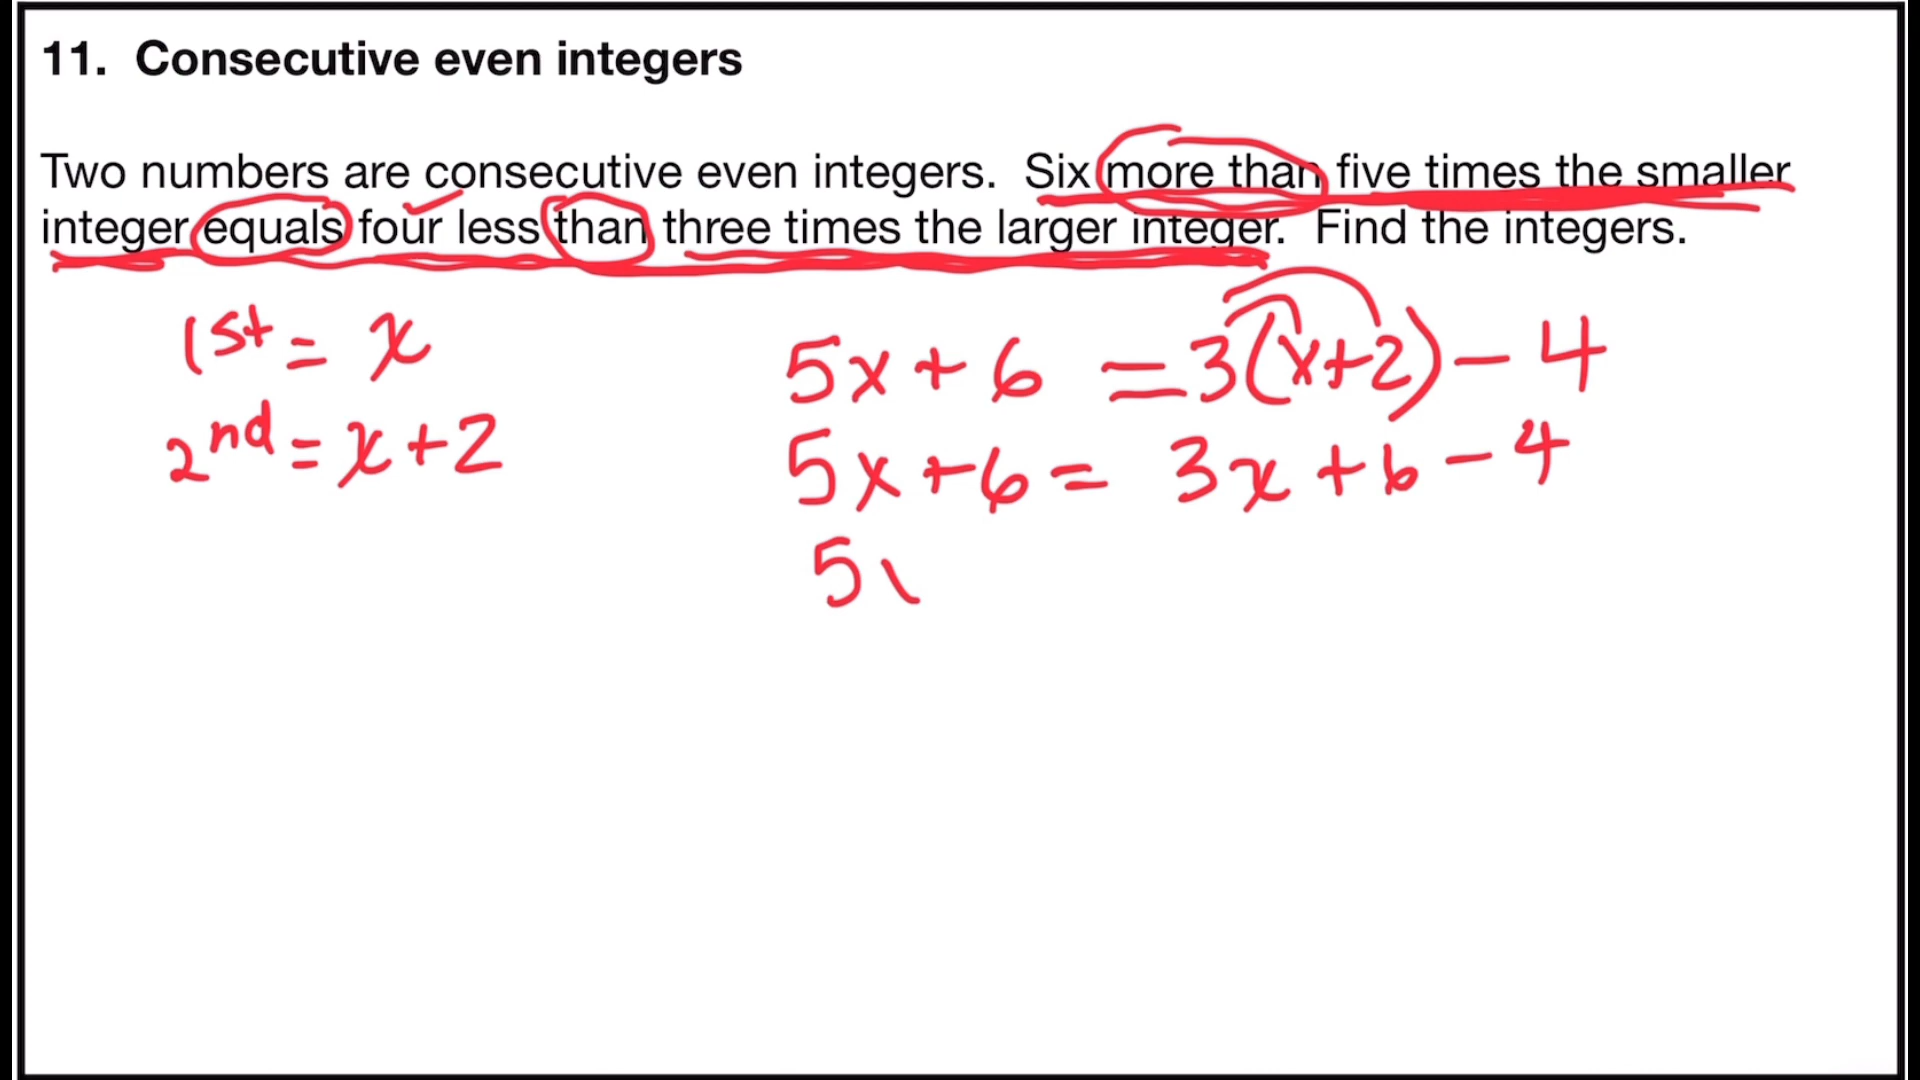 11. Consecutive even integers
Two numbers are consecutive even integers. Six more than five times the smaller
integer equals four less than three times the larger integer. Find the integers.
1st = x
2nd = x+2
5x + 6 = 3(x+2) - 4
5x + 6 = 3x + 6 - 4
5